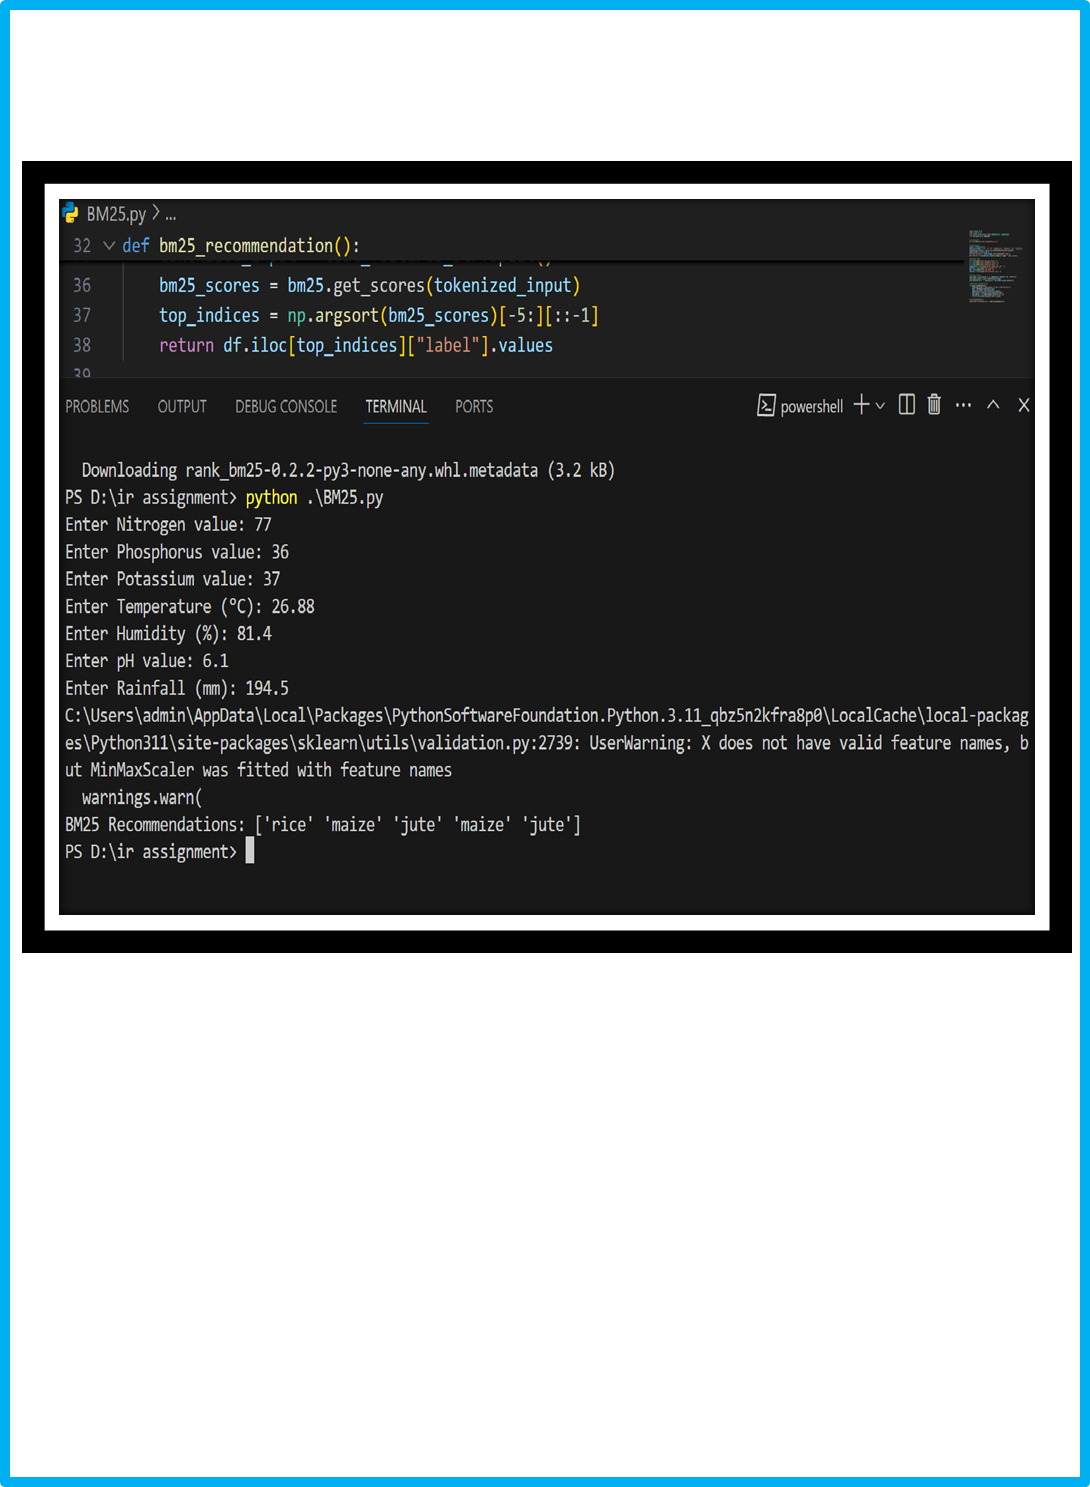 BM25.py > ...
32 def bm25_recommendation():
36 bm25_scores = bm25.get_scores(tokenized_input)
37 top_indices = np.argsort(bm25_scores)[-5:][::-1]
38 return df.iloc[top_indices]["label"].values
39
PROBLEMS OUTPUT DEBUG CONSOLE TERMINAL PORTS powershell
Downloading rank_bm25-0.2.2-py3-none-any.whl.metadata (3.2 kB)
PS D:\ir assignment> python .\BM25.py
Enter Nitrogen value: 77
Enter Phosphorus value: 36
Enter Potassium value: 37
Enter Temperature (°C): 26.88
Enter Humidity (%): 81.4
Enter pH value: 6.1
Enter Rainfall (mm): 194.5
C:\Users\admin\AppData\Local\Packages\PythonSoftwareFoundation.Python.3.11_qbz5n2kfra8p0\LocalCache\local-packag
es\Python311\site-packages\sklearn\utils\validation.py:2739: UserWarning: X does not have valid feature names, b
ut MinMaxScaler was fitted with feature names
warnings.warn(
BM25 Recommendations: ['rice' 'maize' 'jute' 'maize' 'jute']
PS D:\ir assignment>